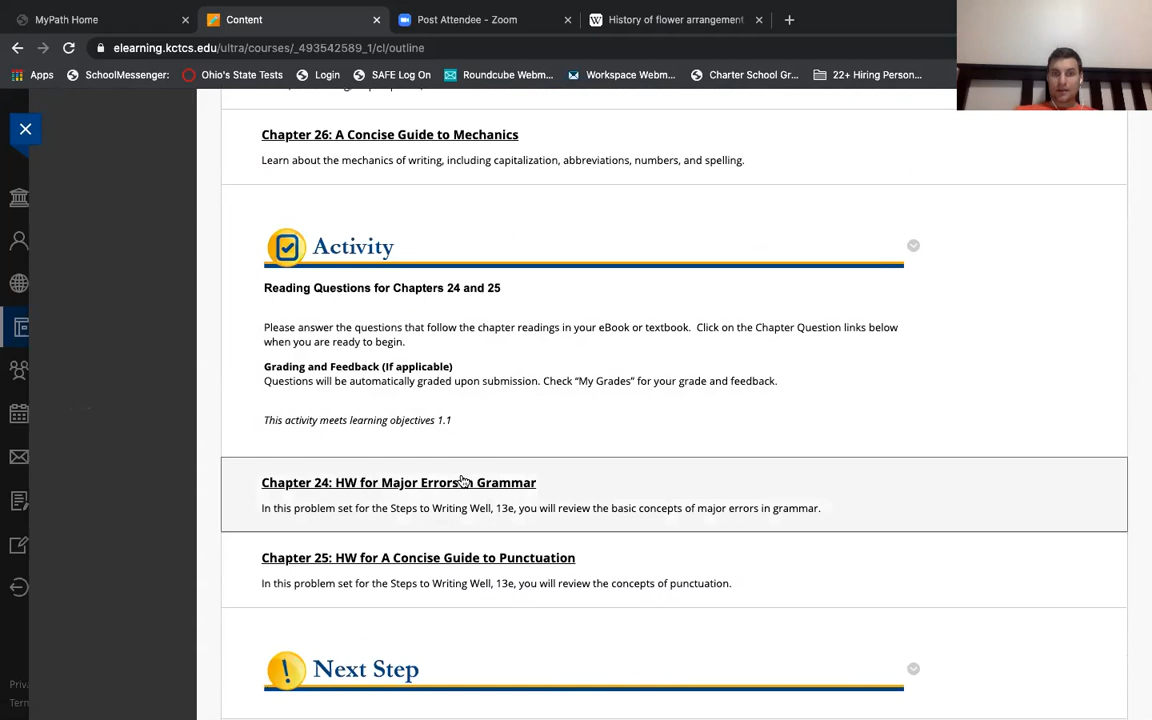 MyPath Home
Content
Post Attendee - Zoom
History of flower arrangement
elearning.kctcs.edu/ultra/courses/_493542589_1/cl/outline
Apps SchoolMessenger: Ohio's State Tests Login SAFE Log On Roundcube Webm... Workspace Webm... Charter School Gr... 22+ Hiring Person...
Chapter 26: A Concise Guide to Mechanics
Learn about the mechanics of writing, including capitalization, abbreviations, numbers, and spelling.
Activity
Reading Questions for Chapters 24 and 25
Please answer the questions that follow the chapter readings in your eBook or textbook. Click on the Chapter Question links below
when you are ready to begin.
Grading and Feedback (If applicable)
Questions will be automatically graded upon submission. Check “My Grades” for your grade and feedback.
This activity meets learning objectives 1.1
Chapter 24: HW for Major Errors in Grammar
In this problem set for the Steps to Writing Well, 13e, you will review the basic concepts of major errors in grammar.
Chapter 25: HW for A Concise Guide to Punctuation
In this problem set for the Steps to Writing Well, 13e, you will review the concepts of punctuation.
Next Step
Priv
Term